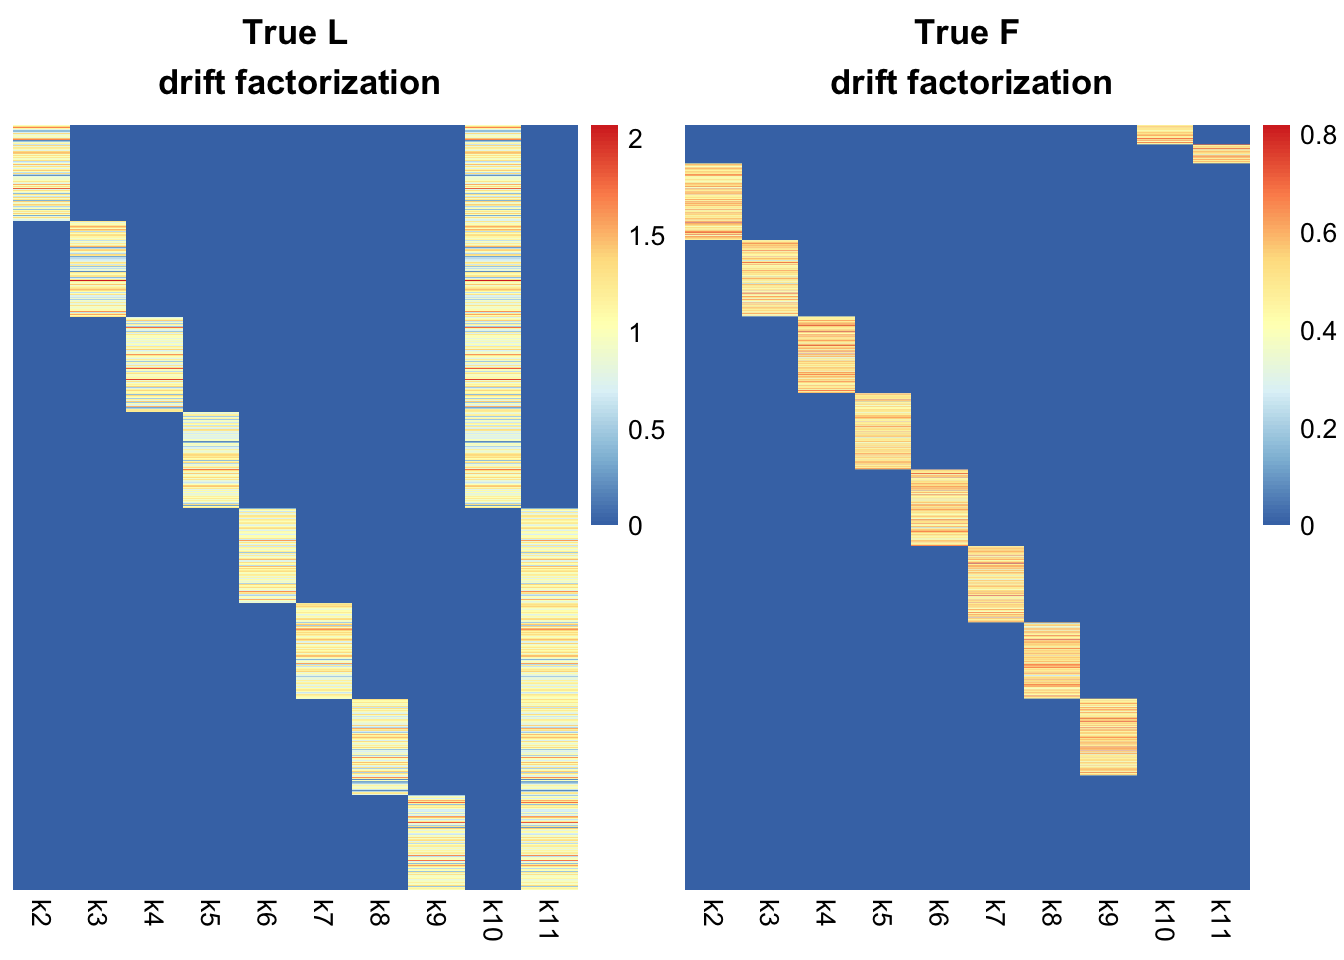 True L
drift factorization
2
1.5
1
0.5
0
k2
k3
k4
k5
k6
k7
k8
k9
k10
k11
True F
drift factorization
0.8
0.6
0.4
0.2
0
k2
k3
k4
k5
k6
k7
k8
k9
k10
k11